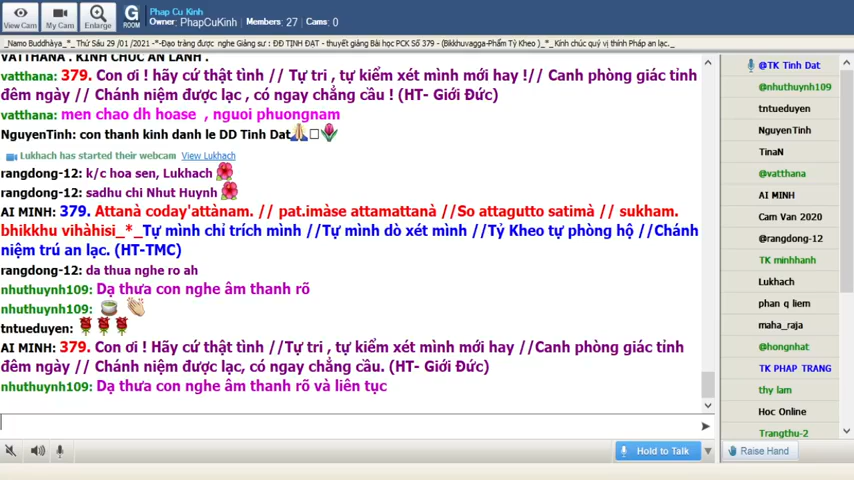 View Cam
My Cam
Enlarge
G
ROOM
Phap Cu Kinh
Owner: PhapCuKinh Members: 27 Cams: 0
_Namo Buddhàya_*_ Thứ Sáu 29 /01/2021 -*-Đạo tràng được nghe Giảng sư : ĐĐ TỊNH ĐẠT - thuyết giảng Bài học PCK Số 379 - (Bikkhuvagga-Phẩm Tỳ Kheo )_*_ Kính chúc quý vị thính Pháp an lạc._
VATTHANA . KÍNH CHÚC AN LÀNH .
vatthana: 379. Con ơi ! hãy cứ thật tình // Tự tri , tự kiểm xét mình mới hay !// Canh phòng giác tỉnh
đêm ngày // Chánh niệm được lạc , có ngay chẳng cầu ! (HT- Giới Đức)
vatthana: men chao dh hoase , nguoi phuongnam
NguyenTinh: con thanh kinh danh le DD Tinh Dat
Lukhach has started their webcam View Lukhach
rangdong-12: k/c hoa sen, Lukhach
rangdong-12: sadhu chi Nhut Huynh
AI MINH: 379. Attanà coday'attànam. // pat.imàse attamattanà //So attagutto satimà // sukham.
bhikkhu vihàhisi_*_Tự mình chỉ trích mình //Tự mình dò xét mình //Tỷ Kheo tự phòng hộ //Chánh
niệm trú an lạc. (HT-TMC)
rangdong-12: da thua nghe ro ah
nhuthuynh109: Dạ thưa con nghe âm thanh rõ
nhuthuynh109:
tntueduyen:
AI MINH: 379. Con ơi ! Hãy cứ thật tình //Tự tri , tự kiểm xét mình mới hay //Canh phòng giác tỉnh
đêm ngày // Chánh niệm được lạc, có ngay chẳng cầu. (HT- Giới Đức)
nhuthuynh109: Dạ thưa con nghe âm thanh rõ và liên tục
Hold to Talk
@TK Tinh Dat
@nhuthuynh109
tntueduyen
NguyenTinh
TinaN
@vatthana
AI MINH
Cam Van 2020
@rangdong-12
TK minhhanh
Lukhach
phan q liem
maha_raja
@hongnhat
TK PHAP TRANG
thy lam
Hoc Online
Trangthu-2
Raise Hand